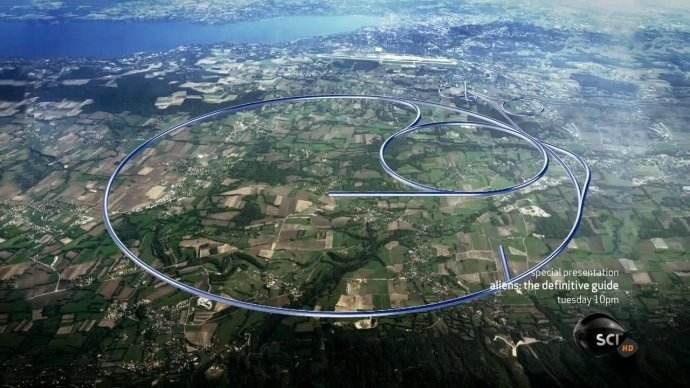 special presentation
aliens: the definitive guide
tuesday 10pm
SCI HD